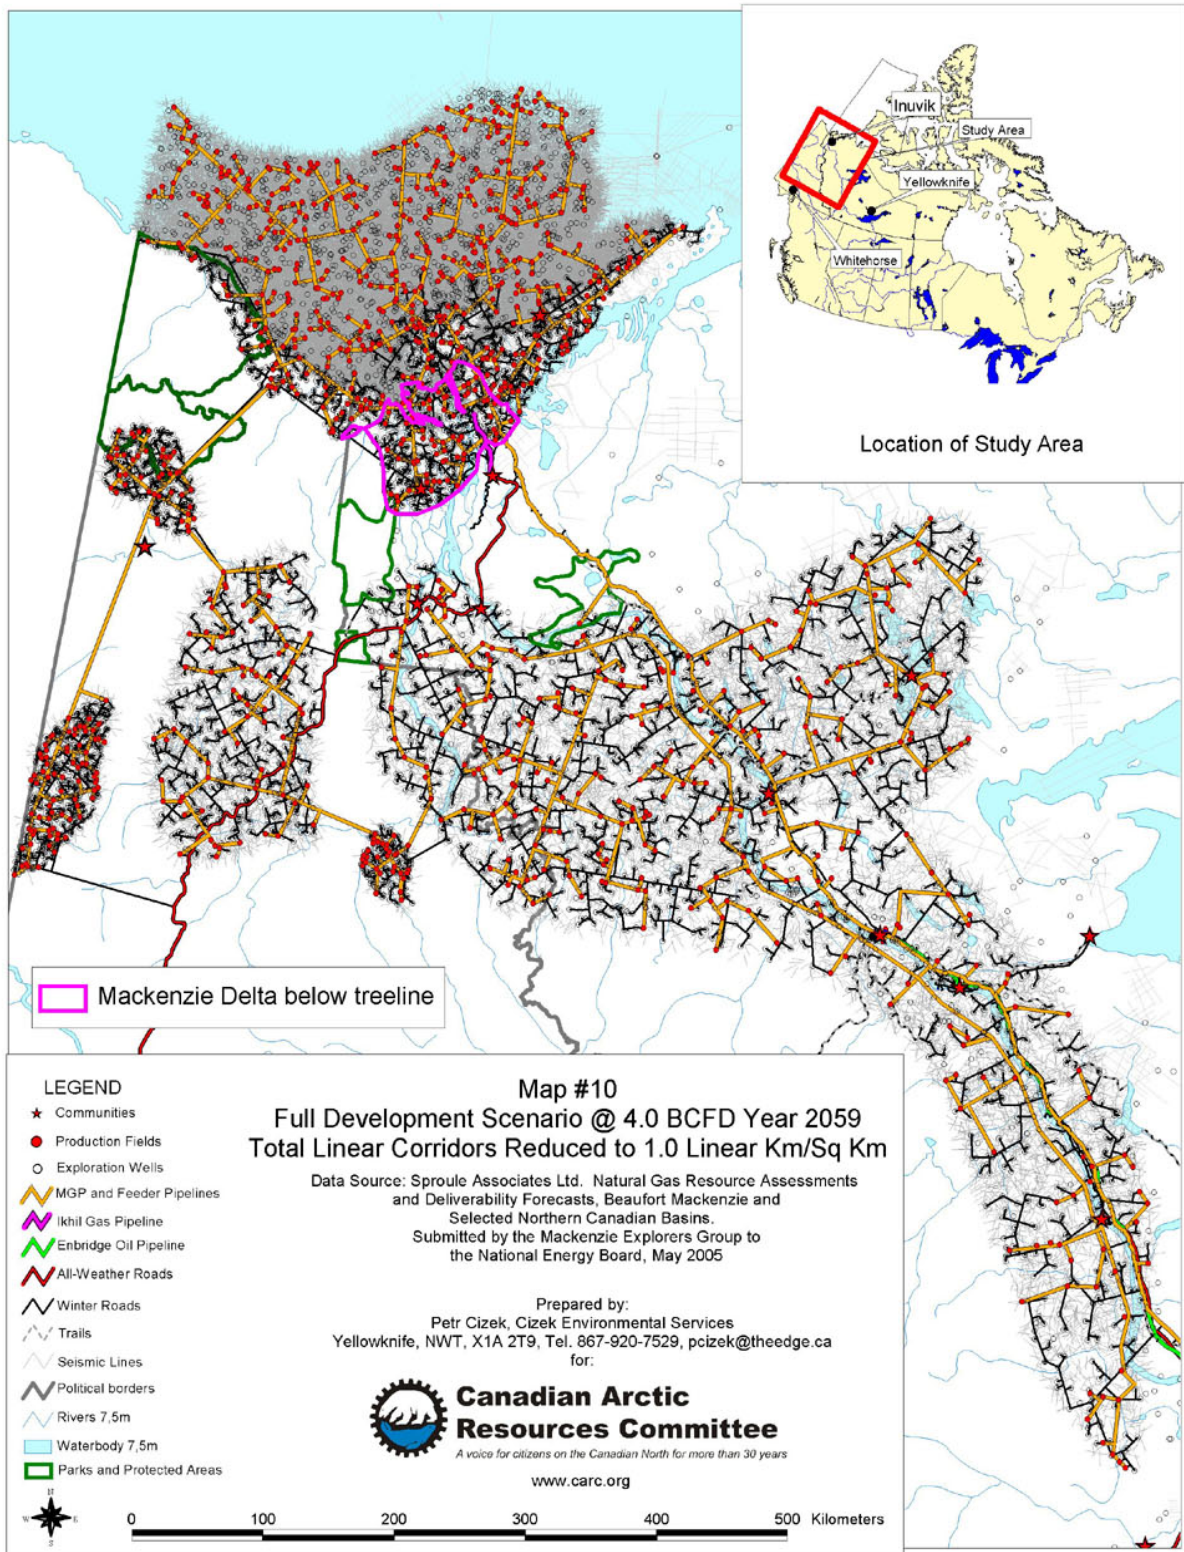 Inuvik
Study Area
Yellowknife
Whitehorse
Location of Study Area
Mackenzie Delta below treeline
LEGEND
Communities
Production Fields
Exploration Wells
MGP and Feeder Pipelines
Ikhil Gas Pipeline
Enbridge Oil Pipeline
All-Weather Roads
Winter Roads
Trails
Seismic Lines
Political borders
Rivers 7,5m
Waterbody 7,5m
Parks and Protected Areas
Map #10
Full Development Scenario @ 4.0 BCFD Year 2059
Total Linear Corridors Reduced to 1.0 Linear Km/Sq Km
Data Source: Sproule Associates Ltd. Natural Gas Resource Assessments
and Deliverability Forecasts, Beaufort Mackenzie and
Selected Northern Canadian Basins.
Submitted by the Mackenzie Explorers Group to
the National Energy Board, May 2005
Prepared by:
Petr Cizek, Cizek Environmental Services
Yellowknife, NWT, X1A 2T9, Tel. 867-920-7529, pcizek@theedge.ca
for:
Canadian Arctic
Resources Committee
A voice for citizens on the Canadian North for more than 30 years
www.carc.org
N
W E
S
0 100 200 300 400 500 Kilometers